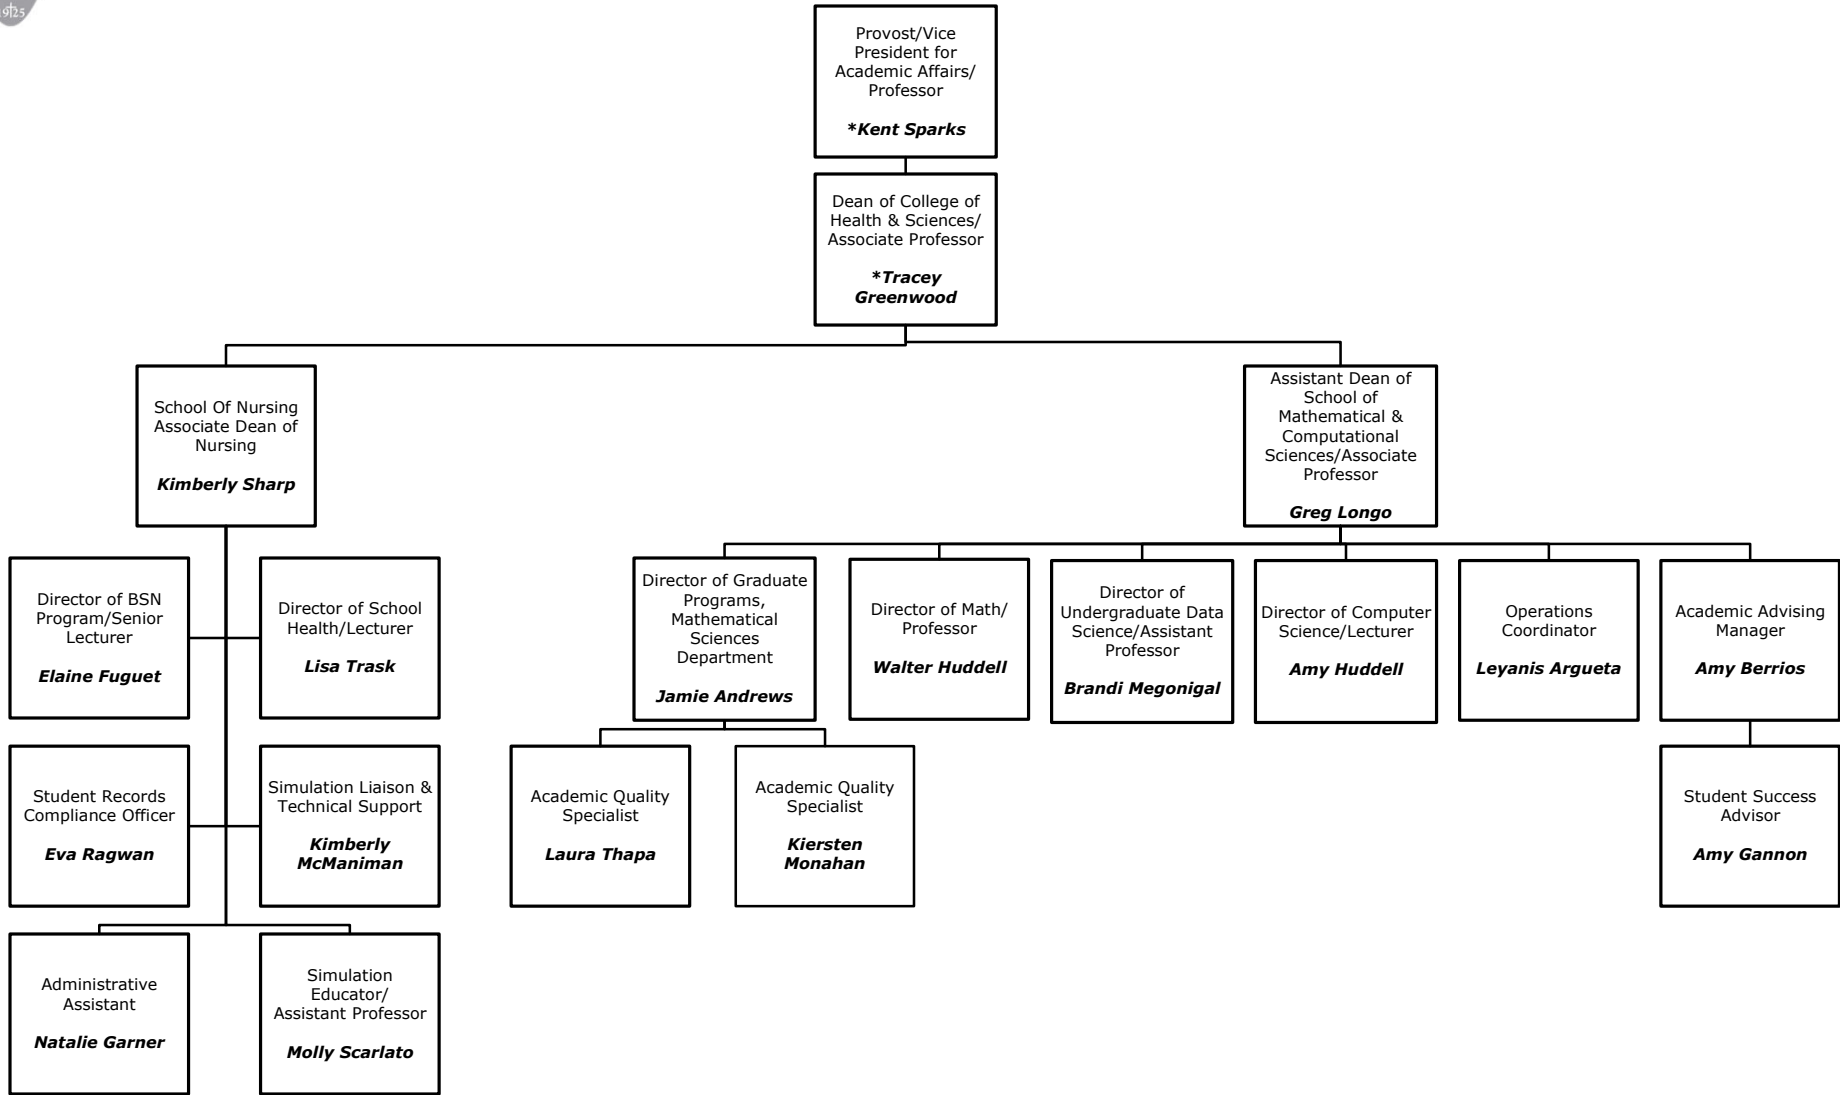 1925
Provost/Vice
President for
Academic Affairs/
Professor
*Kent Sparks
Dean of College of
Health & Sciences/
Associate Professor
*Tracey
Greenwood
School Of Nursing
Associate Dean of
Nursing
Kimberly Sharp
Assistant Dean of
School of
Mathematical &
Computational
Sciences/Associate
Professor
Greg Longo
Director of BSN
Program/Senior
Lecturer
Elaine Fuguet
Director of School
Health/Lecturer
Lisa Trask
Director of Graduate
Programs,
Mathematical
Sciences
Department
Jamie Andrews
Director of Math/
Professor
Walter Huddell
Director of
Undergraduate Data
Science/Assistant
Professor
Brandi Megonigal
Director of Computer
Science/Lecturer
Amy Huddell
Operations
Coordinator
Leyanis Argueta
Academic Advising
Manager
Amy Berrios
Student Records
Compliance Officer
Eva Ragwan
Simulation Liaison &
Technical Support
Kimberly
McManiman
Academic Quality
Specialist
Laura Thapa
Academic Quality
Specialist
Kiersten
Monahan
Student Success
Advisor
Amy Gannon
Administrative
Assistant
Natalie Garner
Simulation
Educator/
Assistant Professor
Molly Scarlato